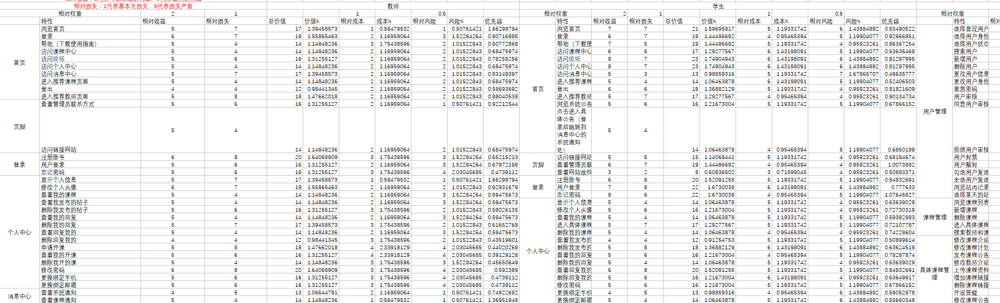 相对损失：1代表基本无损失，9代表损失严重 教师 学生
相对权重 2 1 1 0.5 相对权重 2 1 1 0.5 相对权重
特性 相对收益 相对损失 总价值 价值% 相对成本 成本% 相对风险 风险% 优先级 特性 相对收益 相对损失 总价值 价值% 相对成本 成本% 相对风险 风险% 优先级 特性 相对
浏览首页 5 7 17 1.39458573 1 0.58479532 1 0.50761421 1.66298794 浏览首页 7 7 21 1.59695817 5 1.19331742 6 1.43884892 0.83490522 选择显现用户
登录 6 7 19 1.55865463 2 1.16959064 3 1.52284264 0.80716985 登录 6 7 19 1.44486692 4 0.95465394 5 1.19904077 0.92966851 选择用户身份
帮助（下载使用指南） 5 4 14 1.14848236 3 1.75438596 2 1.01522843 0.50772868 帮助（下载使 7 5 19 1.44486692 5 1.19331742 4 0.95923261 0.86367254 选择用户状态
访问课程中心 5 4 14 1.14848236 2 1.16959064 2 1.01522843 0.68475974 访问课程中心 6 5 17 1.29277567 6 1.43198091 5 1.19904077 0.63636468 搜索用户
访问论坛 5 6 16 1.31255127 2 1.16959064 2 1.01522843 0.78258256 访问论坛 8 7 23 1.74904943 6 1.43198091 6 1.43884892 0.81297995 新增用户
首页 访问个人中心 5 4 14 1.14848236 2 1.16959064 2 1.01522843 0.68475974 访问个人中心 8 7 23 1.74904943 6 1.43198091 6 1.43884892 0.81297995 删除用户
访问消息中心 5 7 17 1.39458573 2 1.16959064 2 1.01522843 0.83149397 访问消息中心 5 3 13 0.98859316 5 1.19331742 7 1.67865707 0.48635777 更改用户信息
进入推荐课程页面 5 4 14 1.14848236 2 1.16959064 2 1.01522843 0.68475974 进入推荐课程 5 4 14 1.06463878 6 1.43198091 5 1.19904077 0.52406503 更改用户身份
登出 4 4 12 0.98441345 2 1.16959064 2 1.01522843 0.58693692 首页 登出 6 6 18 1.36882129 5 1.19331742 4 0.95923261 0.81821609 重置密码
进入推荐教师页面 5 8 18 1.47662018 2 1.16959064 2 1.01522843 0.88040538 进入推荐教师 5 7 17 1.29277567 4 0.95465394 4 0.95923261 0.90134734 用户审核
查看管理员联系方式 5 6 16 1.31255127 2 1.16959064 1 0.50761421 0.92212544 浏览系统公告 5 6 16 1.21673004 5 1.19331742 5 1.19904077 0.67866152 同意用户审核
用户管理
页脚 访问链接网站 5 4 14 1.14848236 2 1.16959064 2 1.01522843 0.68475974 点击进入具
体公告（登
录后跳转到
消息中心的
系统通知
处） 5 4 14 1.06463878 4 0.95465394 5 1.19904077 0.6850189 拒绝用户审核
注册账号 6 8 20 1.64068909 3 1.75438596 3 1.52284264 0.65215213 访问链接网站 5 5 15 1.14068441 5 1.19331742 4 0.95923261 0.68184674 用户封禁
登录 用户登录 5 6 16 1.31255127 2 1.16959064 3 1.52284264 0.67972198 页脚 查看管理员联 6 7 19 1.44486692 4 0.95465394 4 0.95923261 1.0073882 用户解封
忘记密码 5 6 16 1.31255127 3 1.75438596 4 2.03045685 0.4739112 查看网站版权 3 2 8 0.60836502 3 0.71599045 4 0.95923261 0.50883371 勾选用户复选
显示个人信息 5 7 17 1.39458573 1 0.58479532 1 0.50761421 1.66298794 注册账号 6 8 20 1.52091255 5 1.19331742 5 1.19904077 0.84832691 全选用户复选
修改个人头像 6 7 19 1.55865463 2 1.16959064 2 1.01522843 0.92931679 登录 用户登录 7 8 22 1.6730038 6 1.43198091 6 1.43884892 0.777633 浏览站内记录
查看我的课程 5 4 14 1.14848236 2 1.16959064 3 1.52284264 0.59475673 忘记密码 8 6 22 1.6730038 4 0.95465394 5 1.19904077 1.07645827 选择某天的站
查看我发布的帖子 5 4 14 1.14848236 2 1.16959064 3 1.52284264 0.59475673 显示个人信息 5 4 14 1.06463878 5 1.19331742 4 0.95923261 0.63639029 浏览课程列表
删除我发布的帖子 5 6 16 1.31255127 3 1.75438596 2 1.01522843 0.58026135 修改个人头像 5 6 16 1.21673004 5 1.19331742 4 0.95923261 0.72730319 新增课程
查看我的回复 5 4 14 1.14848236 2 1.16959064 3 1.52284264 0.59475673 查看我的课程 5 4 14 1.06463878 5 1.19331742 5 1.19904077 0.59382883 课程管理 删除课程
删除我的回复 5 7 17 1.39458573 3 1.75438596 2 1.01522843 0.61652768 进入具体课程 5 7 17 1.29277567 5 1.19331742 5 1.19904077 0.72107787 进入具体课程
个人中心 查看回复我的 5 4 14 1.14848236 2 1.16959064 3 1.52284264 0.59475673 删除我的课程 5 4 14 1.06463878 4 0.95465394 4 0.95923261 0.74228604 搜索教师和课
删除回复我的 4 4 12 0.98441345 3 1.75438596 2 1.01522843 0.43519601 查看我发布的 4 4 12 0.91254753 5 1.19331742 5 1.19904077 0.50899614 修改课程介绍
申请开课 5 8 18 1.47662018 4 2.33918129 4 2.03045685 0.44020269 删除我发布的 5 8 18 1.36882129 6 1.43198091 6 1.43884892 0.63624518 修改课程计划
查看我的开课 5 6 16 1.31255127 4 2.33918129 4 2.03045685 0.39129128 个人中心 查看我的回复 5 6 16 1.21673004 4 0.95465394 5 1.19904077 0.78287874 发布课程公告
删除我开的课 5 4 14 1.14848236 3 1.75438596 3 1.52284264 0.45650649 删除我的回复 5 4 14 1.06463878 5 1.19331742 4 0.95923261 0.63639029 修改教师介绍
修改密码 6 8 20 1.64068909 3 1.75438596 4 2.03045685 0.592389 查看回复我的 6 8 20 1.52091255 5 1.19331742 5 1.19904077 0.84832691 具体课程管 上传课程资料
更换绑定手机 5 6 16 1.31255127 3 1.75438596 4 2.03045685 0.4739112 删除回复我的 5 6 16 1.21673004 6 1.43198091 4 0.95923261 0.63649917 理 增加课程链接
更换绑定邮箱 5 6 16 1.31255127 3 1.75438596 4 2.03045685 0.4739112 修改密码 5 6 16 1.21673004 5 1.19331742 5 1.19904077 0.67866152 删除课程链接
消息中心 查看系统通知 4 5 13 1.06644791 2 1.16959064 1 0.50761421 0.74922692 更换绑定手机 4 5 13 0.98859316 4 0.95465394 6 1.43884892 0.59052978 开设答疑
查看课程通知 5 4 14 1.14848236 1 0.58479532 1 0.50761421 1.36951948 更换绑定邮箱 5 4 14 1.06463878 5 1.19331742 6 1.43884892 0.55660348 修改课程公告